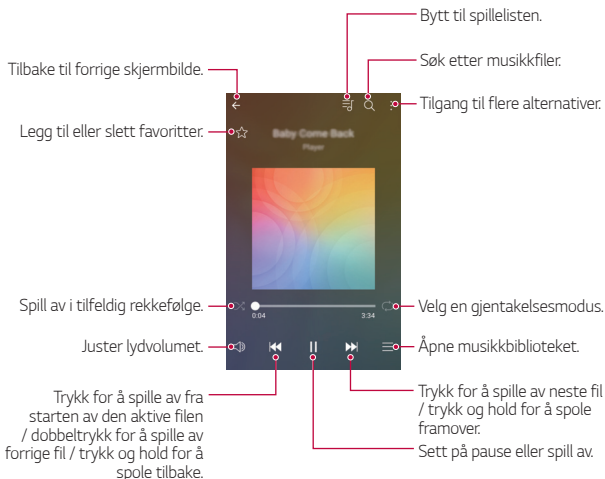 Bytt til spillelisten.
Søk etter musikkfiler.
Tilbake til forrige skjermbilde.
Tilgang til flere alternativer.
Legg til eller slett favoritter.
Baby Come Back
Player
Spill av i tilfeldig rekkefølge.
Velg en gjentakelsesmodus.
0:04
3:34
Juster lydvolumet.
Åpne musikkbiblioteket.
Trykk for å spille av fra
starten av den aktive filen
/ dobbeltrykk for å spille av
forrige fil / trykk og hold for å
spole tilbake.
Trykk for å spille av neste fil
/ trykk og hold for å spole
framover.
Sett på pause eller spill av.